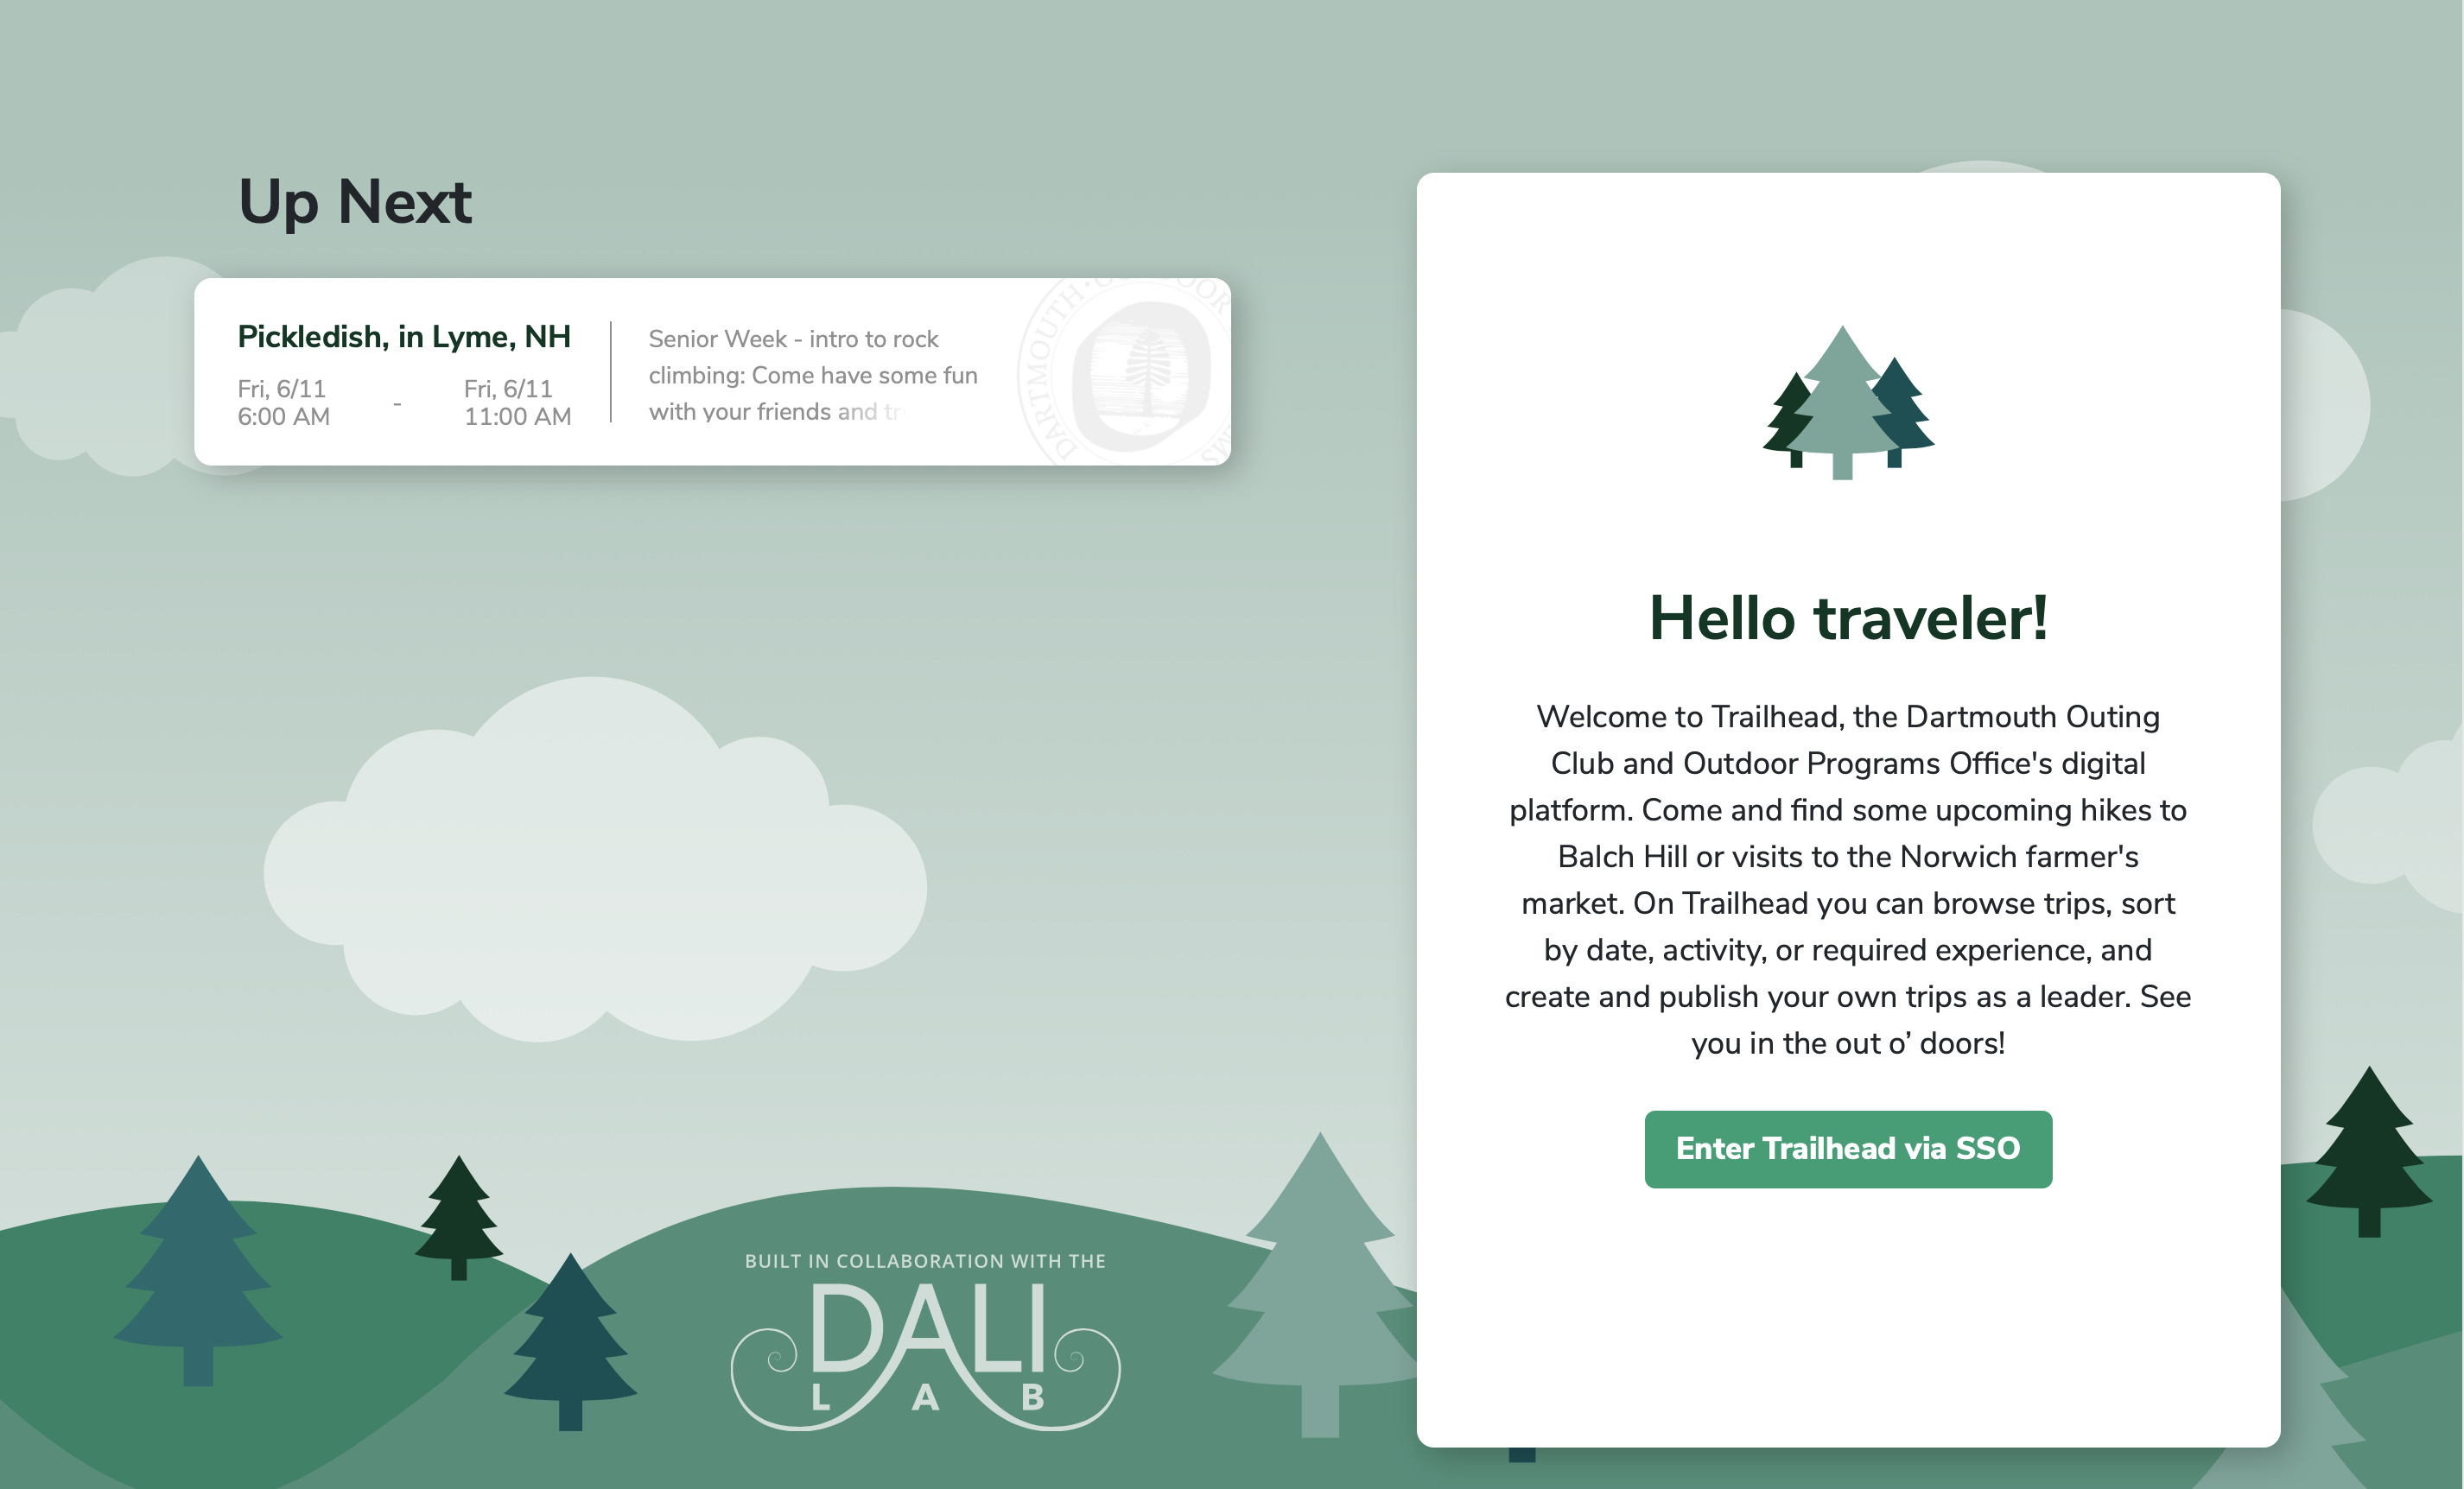 Up Next
Pickledish, in Lyme, NH
Fri, 6/11
6:00 AM
-
Fri, 6/11
11:00 AM
Senior Week - intro to rock
climbing: Come have some fun
with your friends and tr
DARTMOUTH
Hello traveler!
Welcome to Trailhead, the Dartmouth Outing
Club and Outdoor Programs Office's digital
platform. Come and find some upcoming hikes to
Balch Hill or visits to the Norwich farmer's
market. On Trailhead you can browse trips, sort
by date, activity, or required experience, and
create and publish your own trips as a leader. See
you in the out o’ doors!
Enter Trailhead via SSO
BUILT IN COLLABORATION WITH THE
DALI
LAB